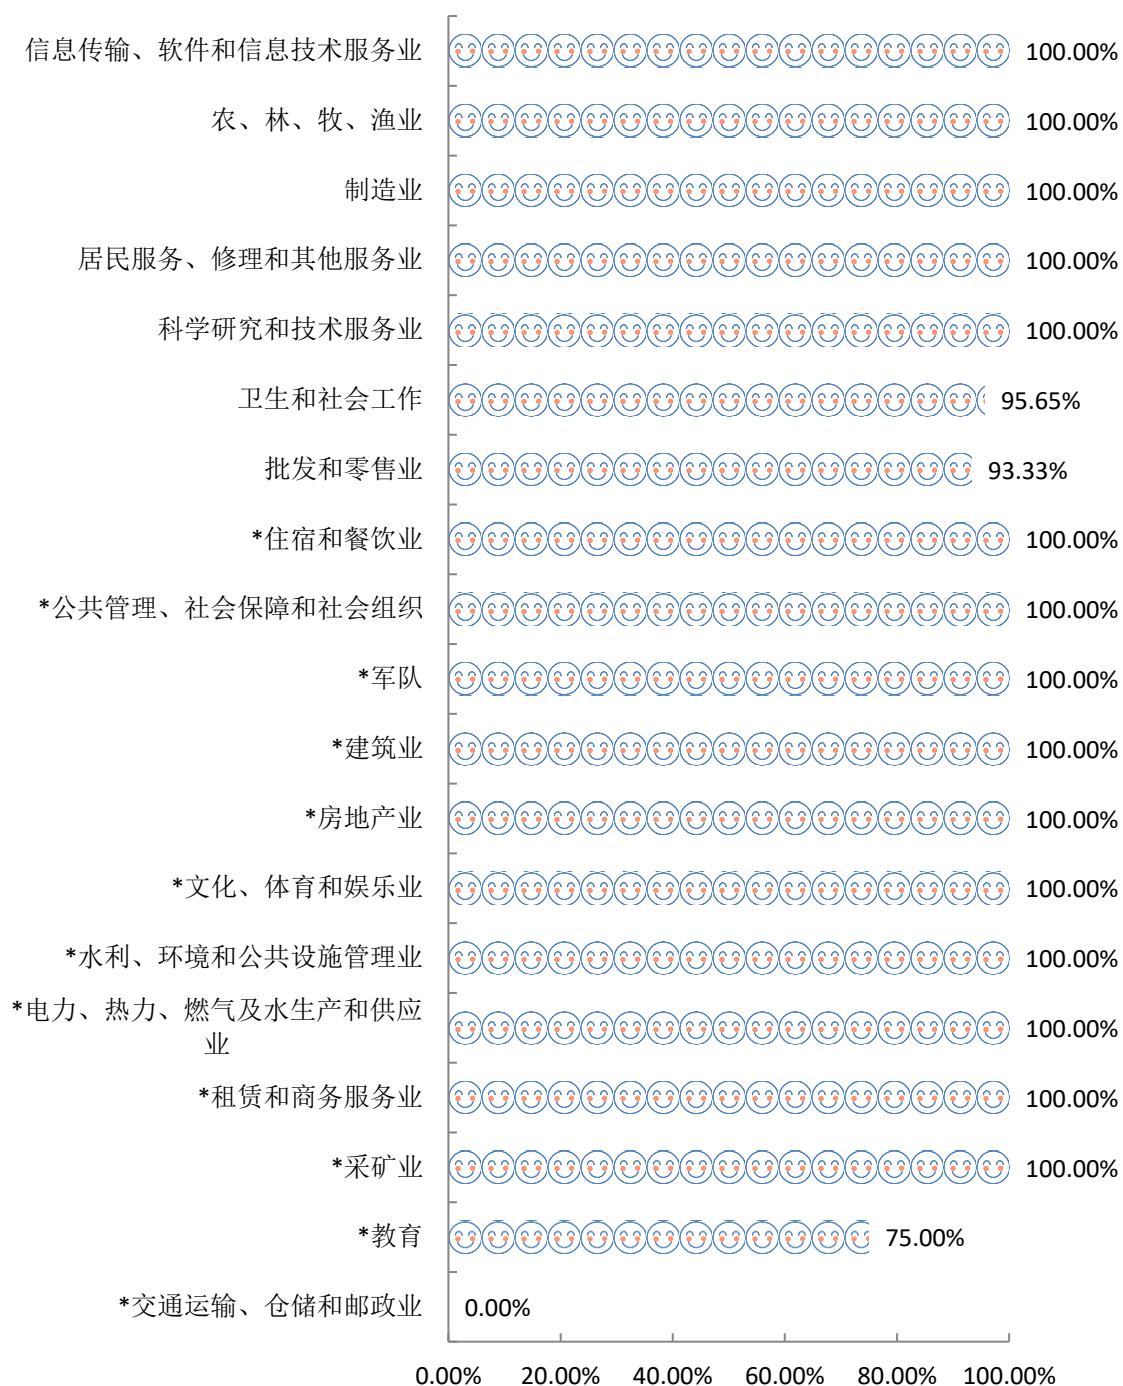 信息传输、软件和信息技术服务业 100.00%
农、林、牧、渔业 100.00%
制造业 100.00%
居民服务、修理和其他服务业 100.00%
科学研究和技术服务业 100.00%
卫生和社会工作 95.65%
批发和零售业 93.33%
*住宿和餐饮业 100.00%
*公共管理、社会保障和社会组织 100.00%
*军队 100.00%
*建筑业 100.00%
*房地产业 100.00%
*文化、体育和娱乐业 100.00%
*水利、环境和公共设施管理业 100.00%
*电力、热力、燃气及水生产和供应
业 100.00%
*租赁和商务服务业 100.00%
*采矿业 100.00%
*教育 75.00%
*交通运输、仓储和邮政业 0.00%
0.00% 20.00% 40.00% 60.00% 80.00% 100.00%